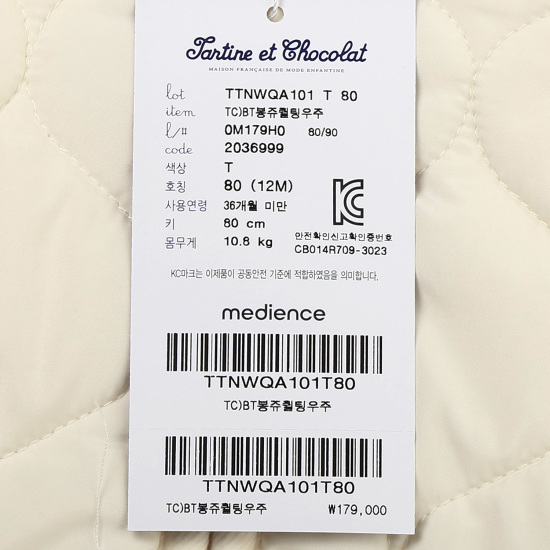 Tartine et Chocolat
MAISON FRANÇAISE DE MODE ENFANTINE
lot TTNWQA101 T 80
item TC)BT봉쥬퀼팅우주
l/# 0M179H0 80/90
code 2036999
색상 T
호칭 80 (12M)
사용연령 36개월 미만
키 80 cm
몸무게 10.8 kg
안전확인신고확인증번호
CB014R709-3023
KC마크는 이제품이 공통안전 기준에 적합하였음을 의미합니다.
medience
TTNWQA101T80
TC)BT봉쥬퀼팅우주
TTNWQA101T80
TC)BT봉쥬퀼팅우주 ₩179,000